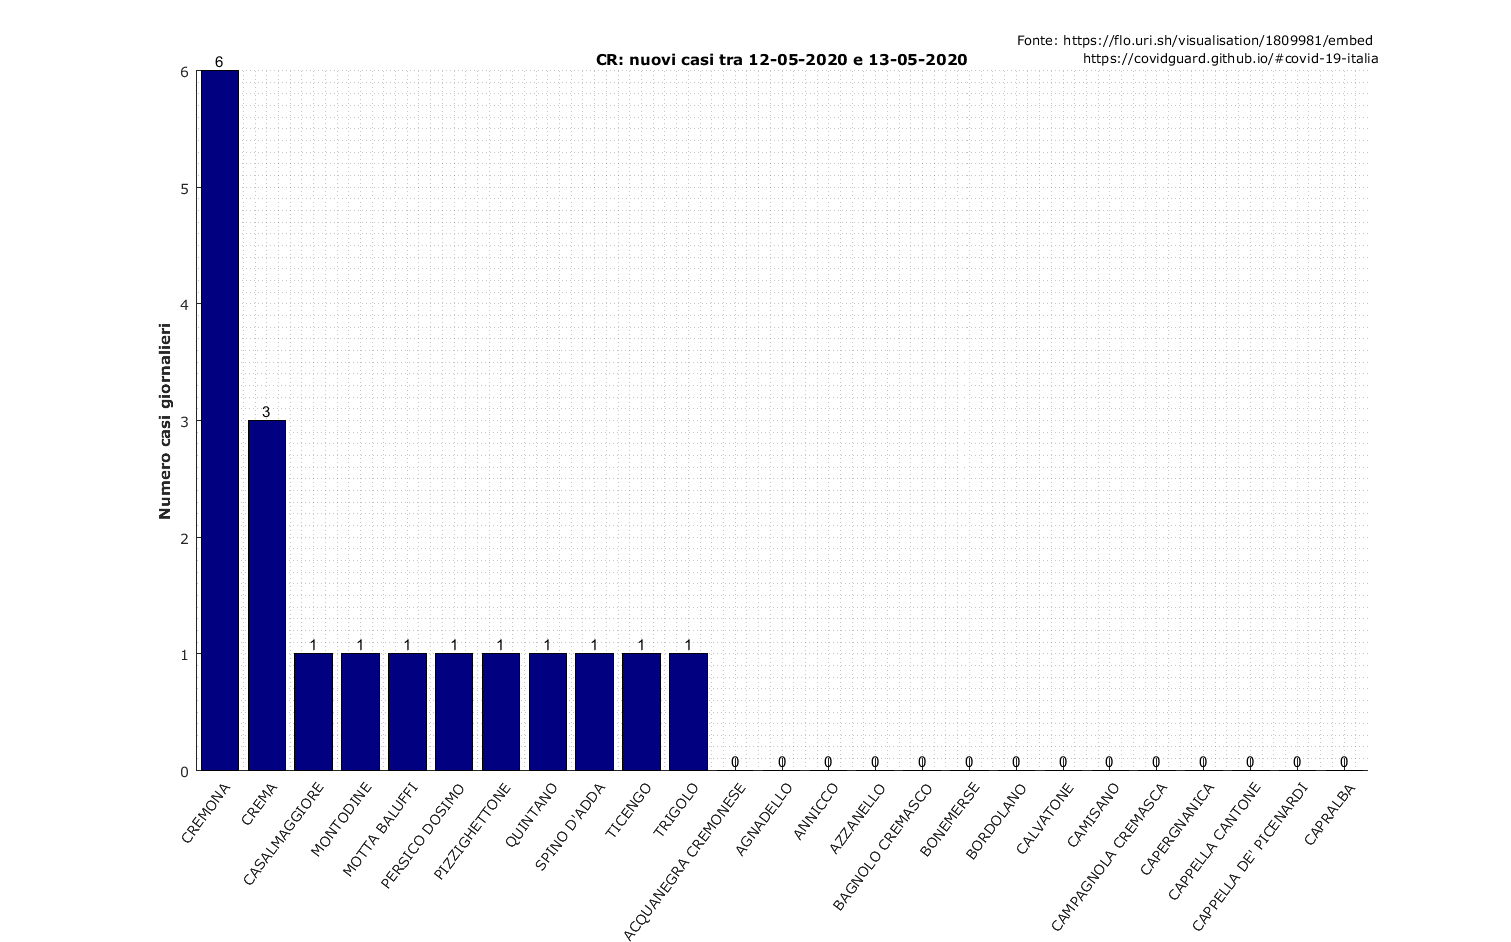 Fonte: https://flo.uri.sh/visualisation/1809981/embed
https://covidguard.github.io/#covid-19-italia
CR: nuovi casi tra 12-05-2020 e 13-05-2020
Numero casi giornalieri
6
5
4
3
2
1
0
6
3
1
1
1
1
1
1
1
1
1
0
0
0
0
0
0
0
0
0
0
0
0
0
0
CREMONA
CREMA
CASALMAGGIORE
MONTODINE
MOTTA BALUFFI
PERSICO DOSIMO
PIZZIGHETTONE
QUINTANO
SPINO D'ADDA
TICENGO
TRIGOLO
ACQUANEGRA CREMONESE
AGNADELLO
ANNICCO
AZZANELLO
BAGNOLO CREMASCO
BONEMERSE
BORDOLANO
CALVATONE
CAMISANO
CAMPAGNOLA CREMASCA
CAPERGNANICA
CAPPELLA CANTONE
CAPPELLA DE' PICENARDI
CAPRALBA